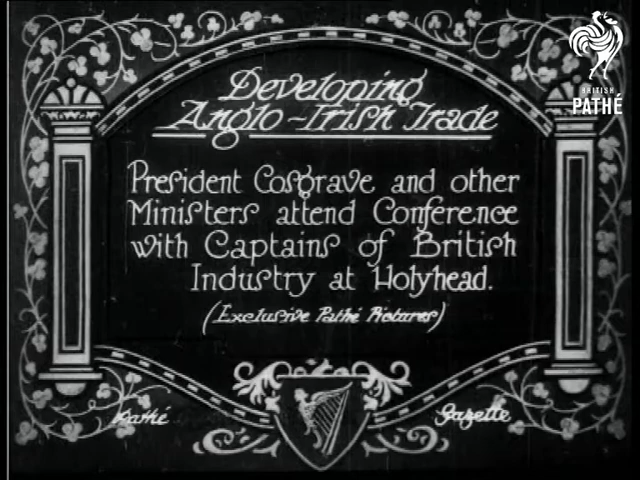 BRITISH
PATHÉ
Developing
Anglo-Irish Trade
President Cosgrave and other
Ministers attend Conference
with Captains of British
Industry at Holyhead.
(Exclusive Pathé Pictures)
Pathé
Gazette